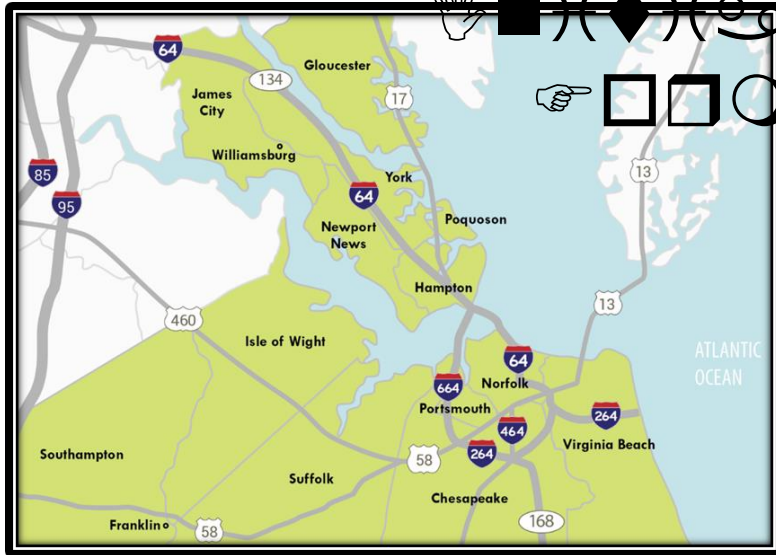 64
134
Gloucester
James
City
17
Williamsburg
13
85
York
95
64
Newport
News
Poquoson
Hampton
13
460
Isle of Wight
ATLANTIC
OCEAN
64
664
Norfolk
Portsmouth
264
464
Virginia Beach
264
58
Southampton
Suffolk
Chesapeake
168
Franklin
58